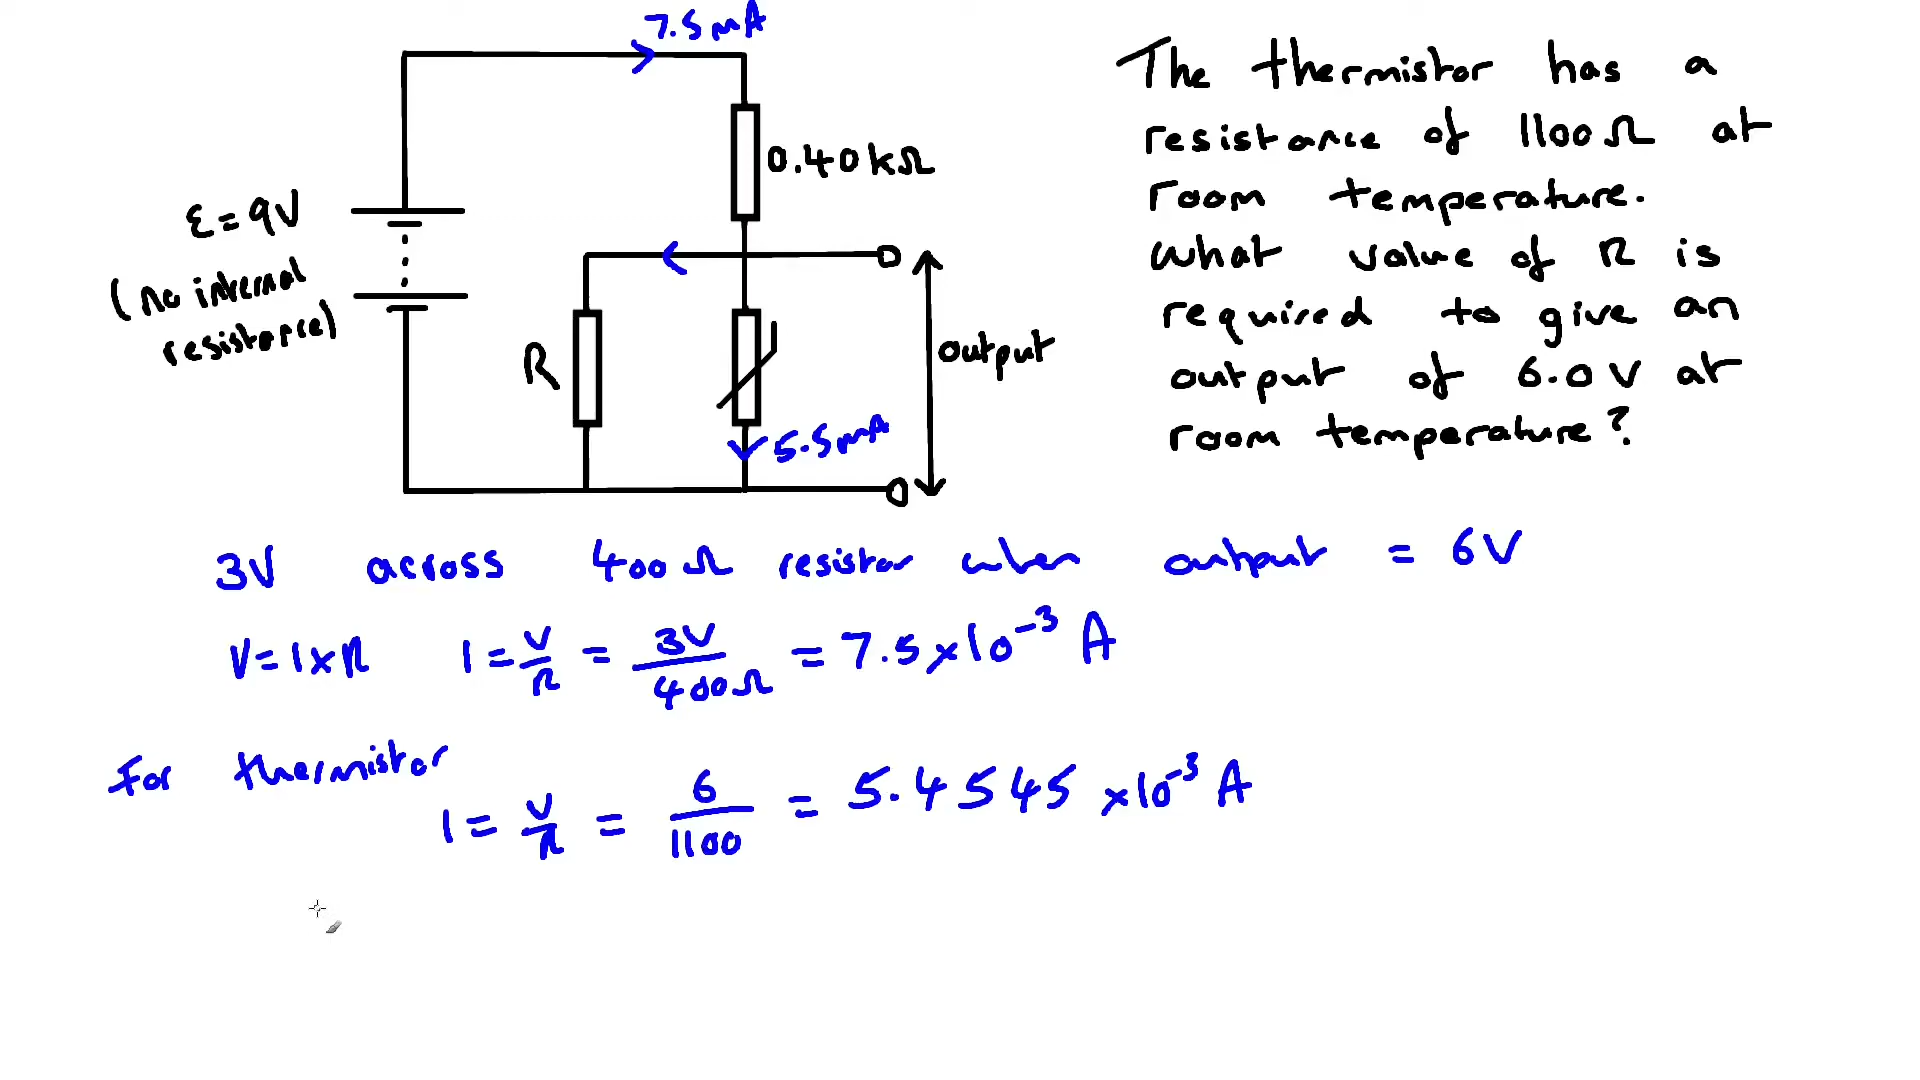 7.5mA
0.40kΩ
ε=9V
(no internal
resistance)
R
output
5.5mA
The thermistor has a
resistance of 1100Ω at
room temperature.
What value of R is
required to give an
output of 6.0V at
room temperature?
3V across 400Ω resistor when output = 6V
V=I×R I=V/R = 3V/400Ω = 7.5×10⁻³ A
For thermistor
I=V/R = 6/1100 = 5.4545×10⁻³ A